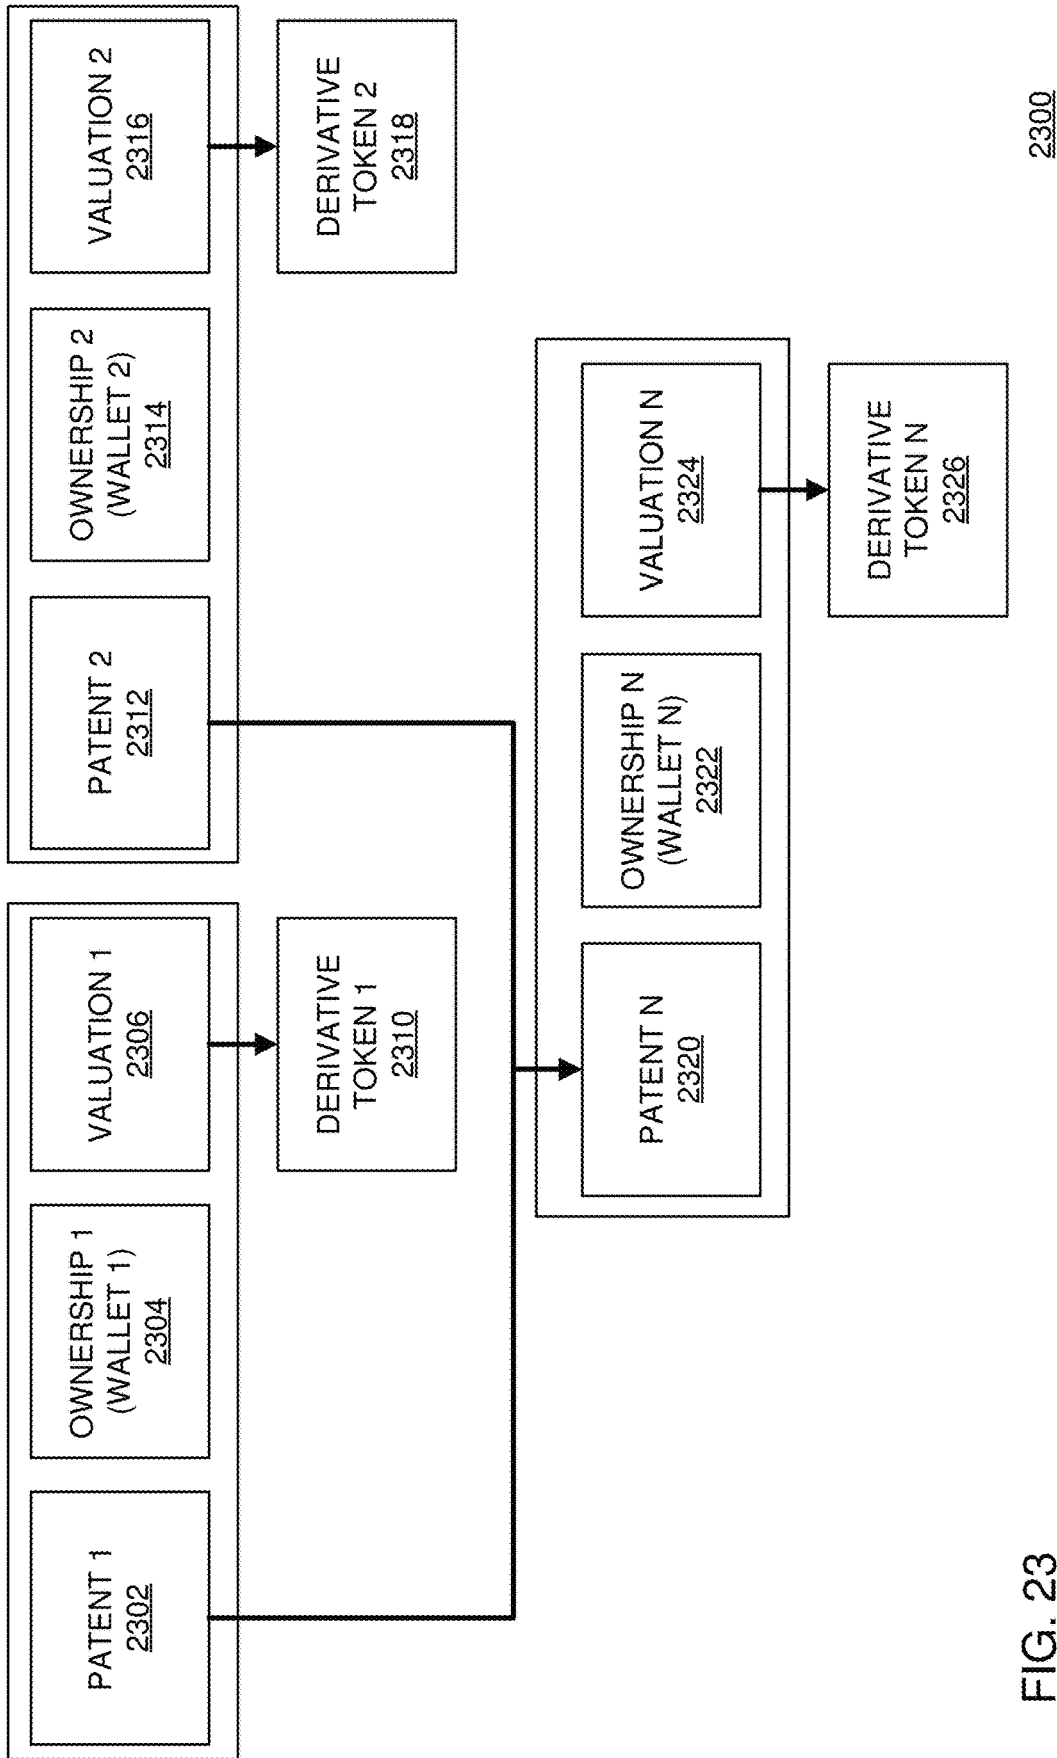 PATENT 1
2302
OWNERSHIP 1
(WALLET 1)
2304
VALUATION 1
2306
DERIVATIVE
TOKEN 1
2310
PATENT 2
2312
OWNERSHIP 2
(WALLET 2)
2314
VALUATION 2
2316
DERIVATIVE
TOKEN 2
2318
PATENT N
2320
OWNERSHIP N
(WALLET N)
2322
VALUATION N
2324
DERIVATIVE
TOKEN N
2326
FIG. 23
2300